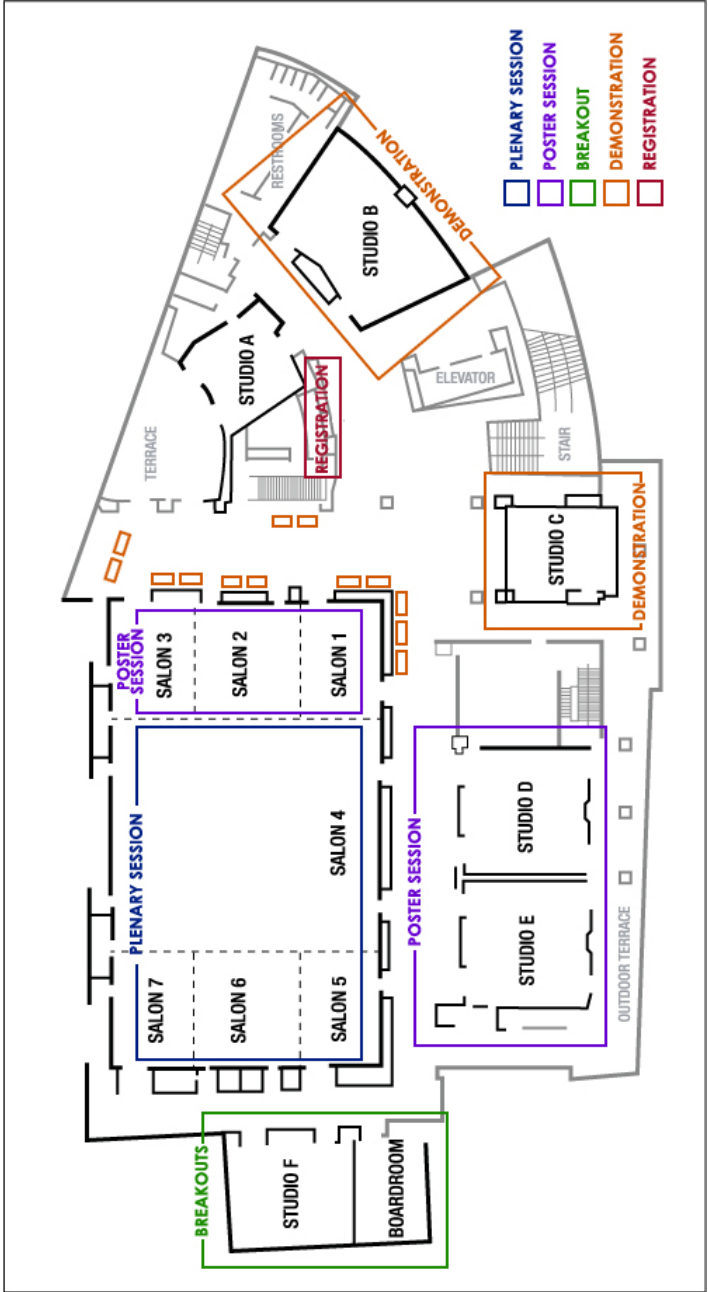 BREAKOUTS
STUDIO F
BOARDROOM
PLENARY SESSION
SALON 7
SALON 6
SALON 5
SALON 4
POSTER
SESSION
SALON 3
SALON 2
SALON 1
POSTER SESSION
STUDIO E
STUDIO D
OUTDOOR TERRACE
TERRACE
STUDIO A
REGISTRATION
RESTROOMS
STUDIO B
DEMONSTRATION
ELEVATOR
STAIR
STUDIO C
DEMONSTRATION
PLENARY SESSION
POSTER SESSION
BREAKOUT
DEMONSTRATION
REGISTRATION